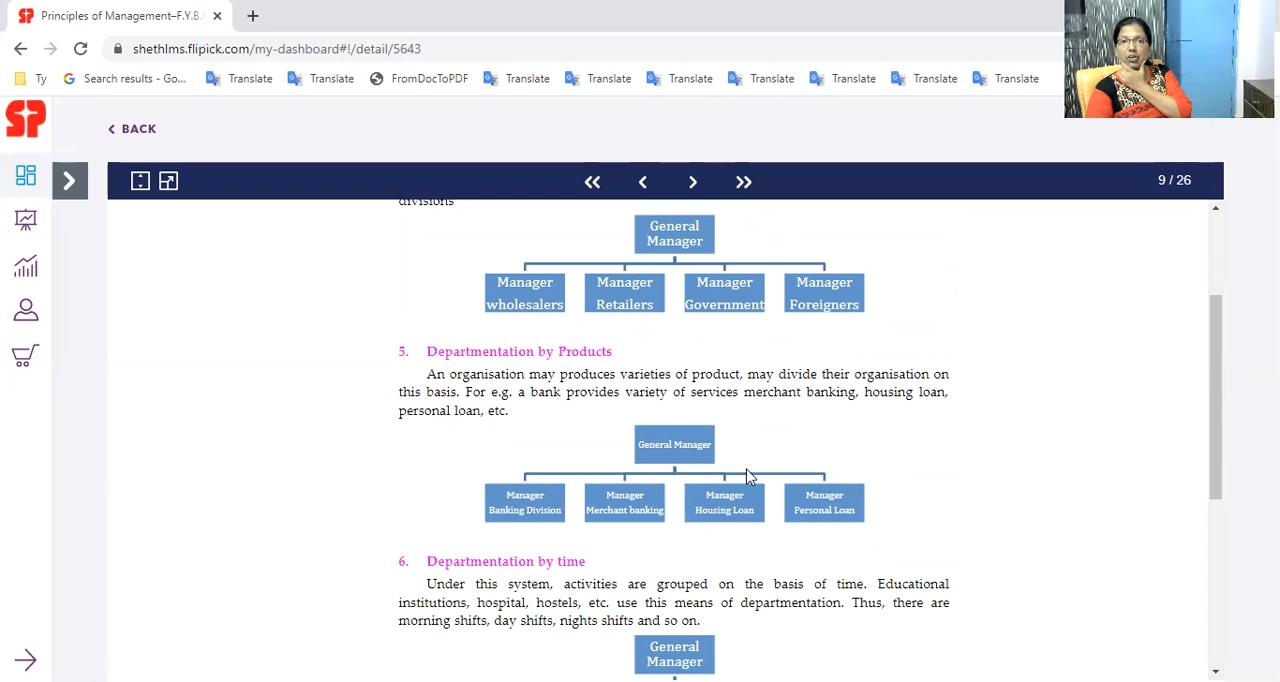 Principles of Management–F.Y.B.
shethlms.flipick.com/my-dashboard#!/detail/5643
Ty
Search results - Go...
Translate
Translate
FromDocToPDF
Translate
Translate
Translate
Translate
Translate
Translate
Translate
SP
BACK
9 / 26
divisions
General
Manager
Manager
wholesalers
Manager
Retailers
Manager
Government
Manager
Foreigners
5. Departmentation by Products
An organisation may produces varieties of product, may divide their organisation on
this basis. For e.g. a bank provides variety of services merchant banking, housing loan,
personal loan, etc.
General Manager
Manager
Banking Division
Manager
Merchant banking
Manager
Housing Loan
Manager
Personal Loan
6. Departmentation by time
Under this system, activities are grouped on the basis of time. Educational
institutions, hospital, hostels, etc. use this means of departmentation. Thus, there are
morning shifts, day shifts, nights shifts and so on.
General
Manager